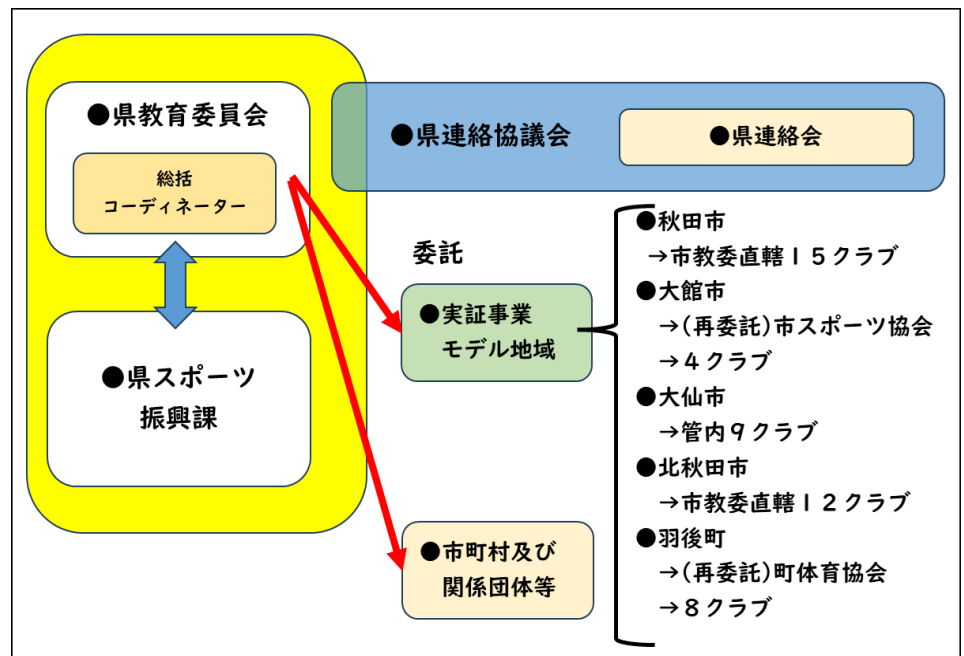 ●県教育委員会
総括
コーディネーター
●県スポーツ
振興課
●県連絡協議会
●県連絡会
委託
●実証事業
モデル地域
●市町村及び
関係団体等
●秋田市
→市教委直轄15クラブ
●大館市
→(再委託)市スポーツ協会
→4クラブ
●大仙市
→管内9クラブ
●北秋田市
→市教委直轄12クラブ
●羽後町
→(再委託)町体育協会
→8クラブ